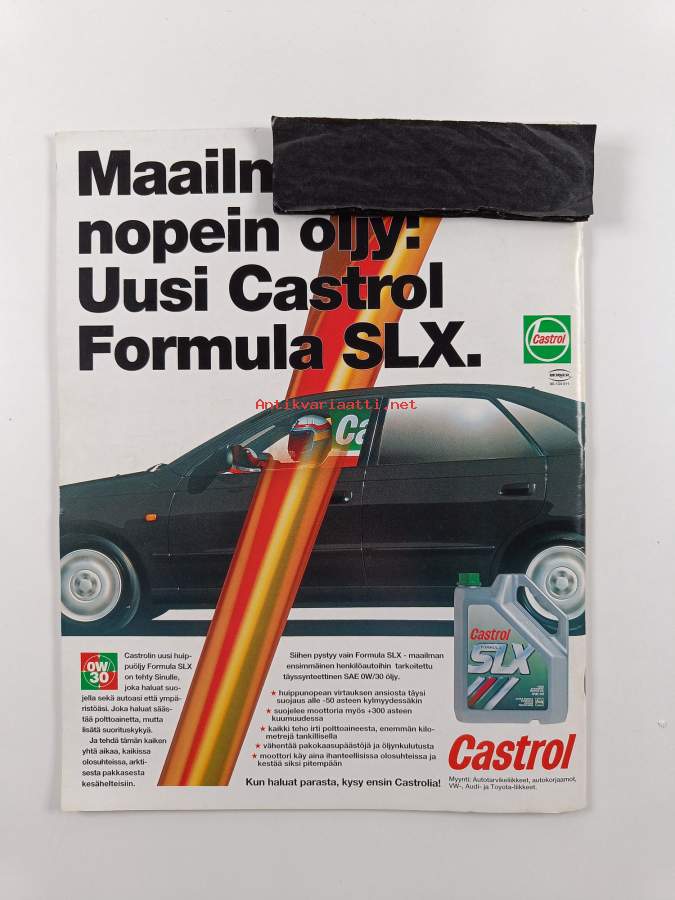 Maailm
nopein öljy:
Uusi Castrol
Formula SLX.
Castrol
Antikvariaatti.net
Ca
0W/
30
Castrolin uusi huip-
puöljy Formula SLX
on tehty Sinulle,
joka haluat suo-
jella sekä autoasi että ympä-
ristöäsi. Joka haluat sääs-
tää polttoainetta, mutta
lisätä suorituskykyä.
Ja tehdä tämän kaiken
yhtä aikaa, kaikissa
olosuhteissa, arkti-
sesta pakkasesta
kesähelteisiin.
Siihen pystyy vain Formula SLX - maailman
ensimmäinen henkilöautoihin tarkoitettu
täyssynteettinen SAE 0W/30 öljy.
★ huippunopean virtauksen ansiosta täysi
suojaus alle -50 asteen kylmyydessäkin
★ suojelee moottoria myös +300 asteen
kuumuudessa
★ kaikki teho irti polttoaineesta, enemmän kilo-
metrejä tankillisella
★ vähentää pakokaasupäästöjä ja öljynkulutusta
★ moottori käy aina ihanteellisissa olosuhteissa ja
kestää siksi pitempään
Kun haluat parasta, kysy ensin Castrolia!
Castrol
FORMULA
SLX
Castrol
Myynti: Autotarvikeliikkeet, autokorjaamot,
VW-, Audi- ja Toyota-liikkeet.